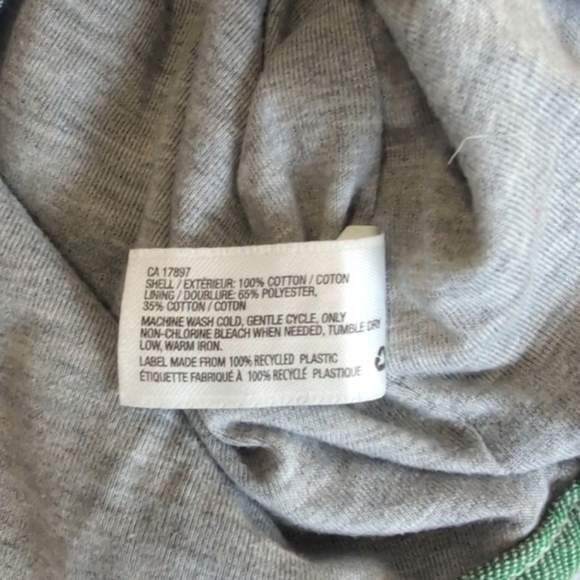 CA 17897
SHELL / EXTÉRIEUR: 100% COTTON / COTON
LINING / DOUBLURE: 65% POLYESTER,
35% COTTON / COTON
MACHINE WASH COLD, GENTLE CYCLE, ONLY
NON-CHLORINE BLEACH WHEN NEEDED, TUMBLE DRY
LOW, WARM IRON.
LABEL MADE FROM 100% RECYCLED PLASTIC
ÉTIQUETTE FABRIQUÉ À 100% RECYCLÉ PLASTIQUE